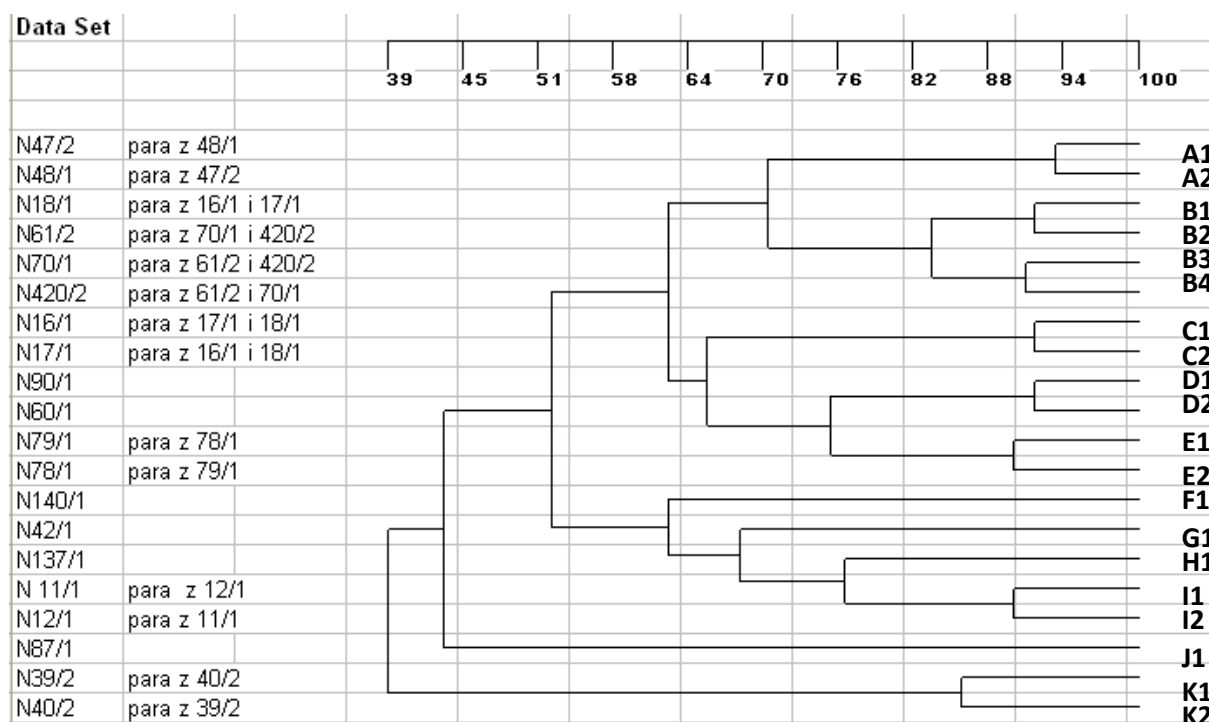 Data Set
39 45 51 58 64 70 76 82 88 94 100
N47/2 para z 48/1 A1
N48/1 para z 47/2 A2
N18/1 para z 16/1 i 17/1 B1
N61/2 para z 70/1 i 420/2 B2
N70/1 para z 61/2 i 420/2 B3
N420/2 para z 61/2 i 70/1 B4
N16/1 para z 17/1 i 18/1 C1
N17/1 para z 16/1 i 18/1 C2
N90/1 D1
N60/1 D2
N79/1 para z 78/1 E1
N78/1 para z 79/1 E2
N140/1 F1
N42/1 G1
N137/1 H1
N 11/1 para z 12/1 I1
N12/1 para z 11/1 I2
N87/1 J1
N39/2 para z 40/2 K1
N40/2 para z 39/2 K2